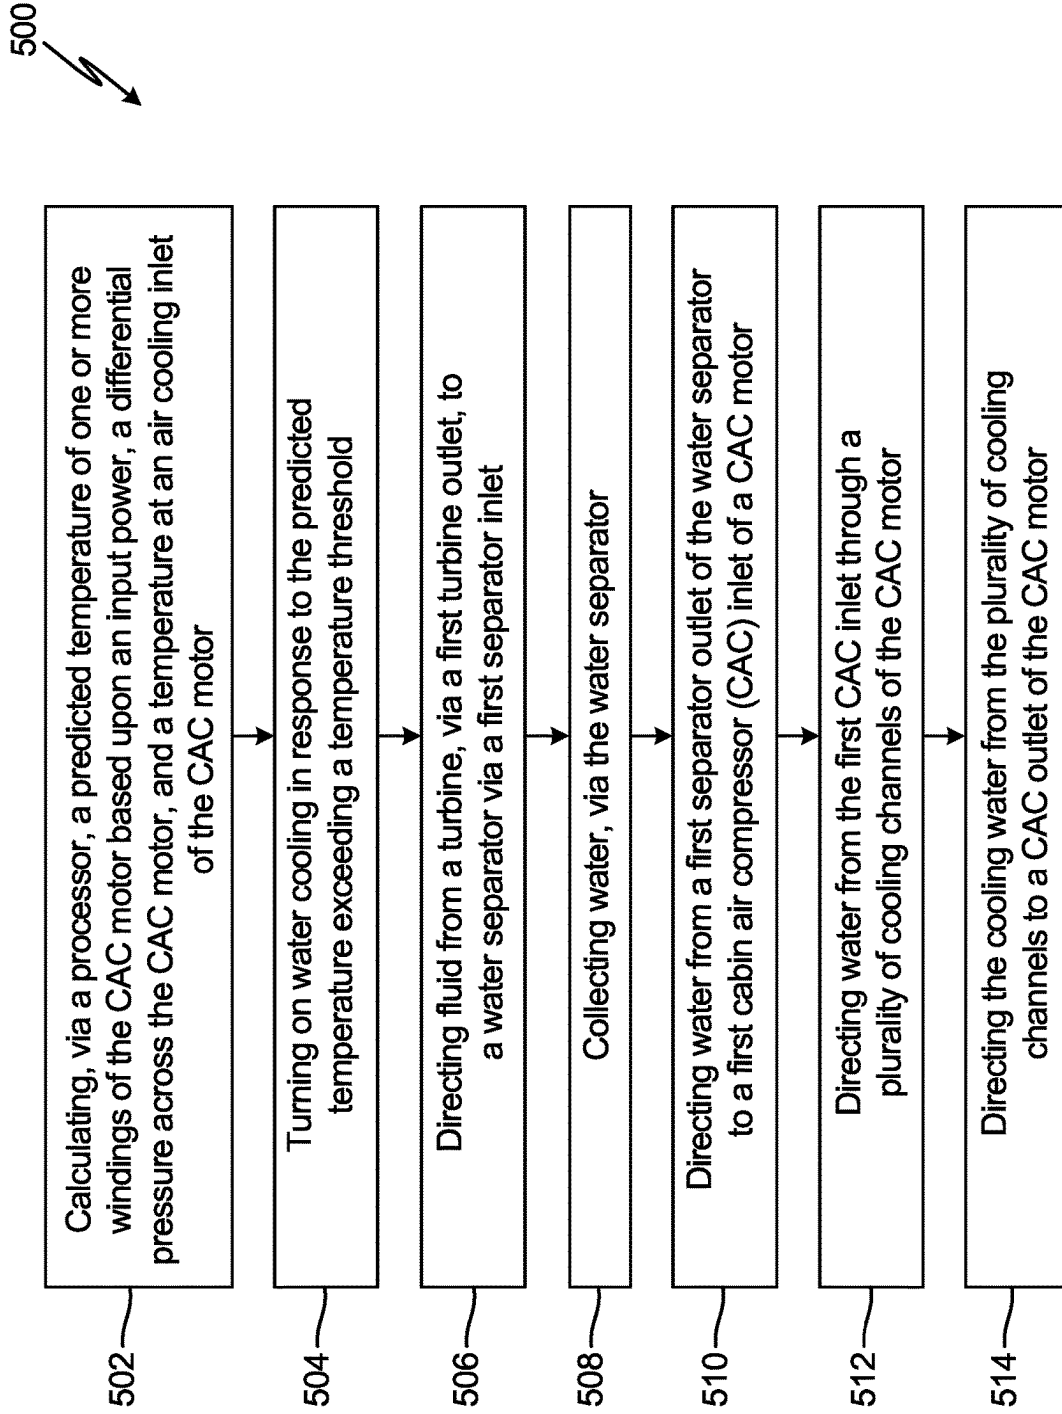 500
502
Calculating, via a processor, a predicted temperature of one or more
windings of the CAC motor based upon an input power, a differential
pressure across the CAC motor, and a temperature at an air cooling inlet
of the CAC motor
504
Turning on water cooling in response to the predicted
temperature exceeding a temperature threshold
506
Directing fluid from a turbine, via a first turbine outlet, to
a water separator via a first separator inlet
508
Collecting water, via the water separator
510
Directing water from a first separator outlet of the water separator
to a first cabin air compressor (CAC) inlet of a CAC motor
512
Directing water from the first CAC inlet through a
plurality of cooling channels of the CAC motor
514
Directing the cooling water from the plurality of cooling
channels to a CAC outlet of the CAC motor